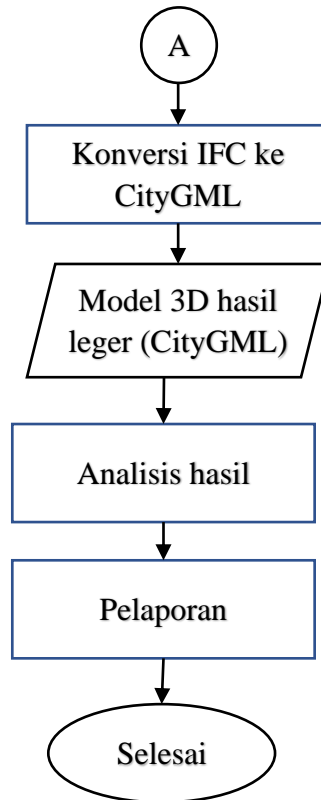 A
Konversi IFC ke
CityGML
Model 3D hasil
leger (CityGML)
Analisis hasil
Pelaporan
Selesai